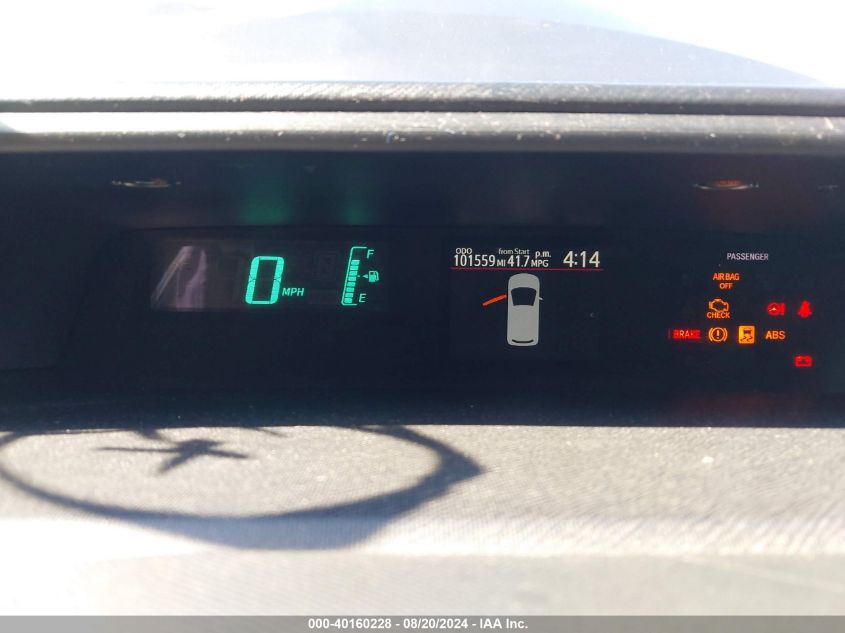 0 MPH
F
E
ODO from Start p.m. 4:14
101559 MI 41.7 MPG
PASSENGER
AIR BAG
OFF
CHECK
BRAKE ABS
000-40160228 - 08/20/2024 - IAA Inc.